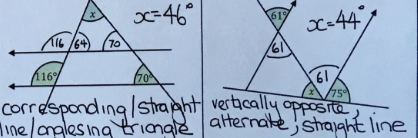 x
x=46°
116 64 70
116° 70°
corresponding/straight
line/angles in triangle
61° x=44°
61
61
x 75°
vertically opposite,
alternate, straight line